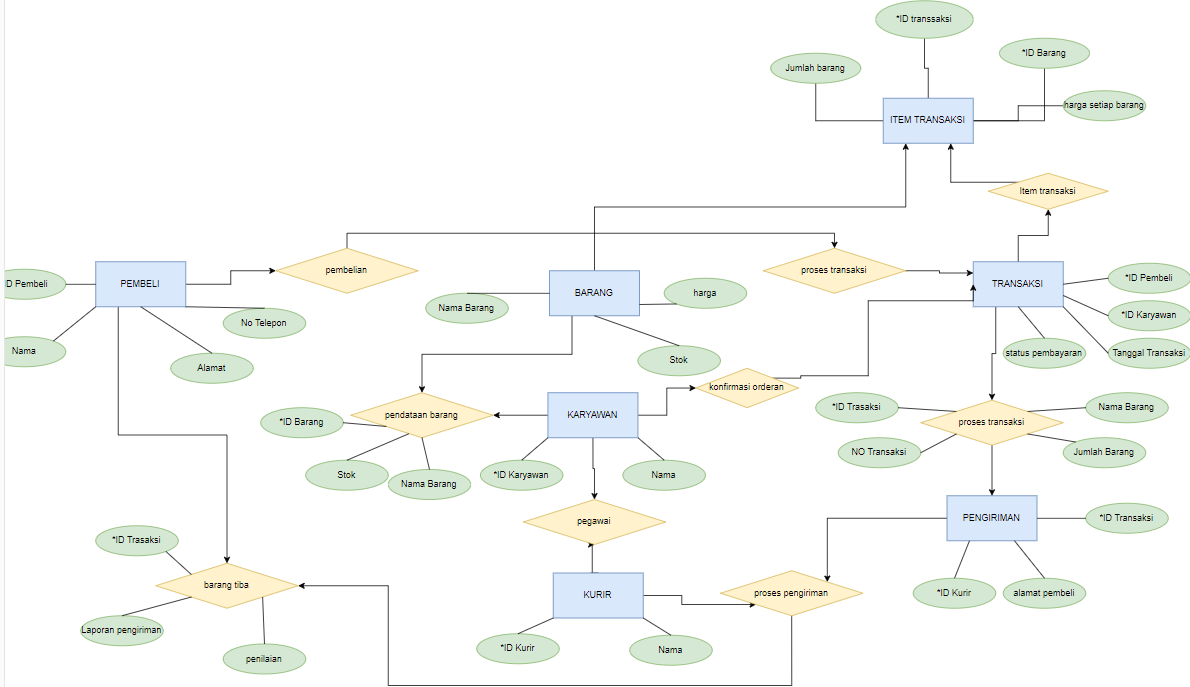 *ID transsaksi
*ID Barang
Jumlah barang
harga setiap barang
ITEM TRANSAKSI
Item transaksi
pembelian
proses transaksi
D Pembeli
PEMBELI
BARANG
harga
Nama Barang
TRANSAKSI
*ID Pembeli
*ID Karyawan
No Telepon
Nama
Alamat
Stok
status pembayaran
Tanggal Transaksi
konfirmasi orderan
*ID Barang
pendataan barang
KARYAWAN
*ID Trasaksi
proses transaksi
Nama Barang
NO Transaksi
Jumlah Barang
Stok
Nama Barang
*ID Karyawan
Nama
pegawai
PENGIRIMAN
*ID Transaksi
*ID Trasaksi
barang tiba
KURIR
proses pengiriman
*ID Kurir
alamat pembeli
Laporan pengiriman
penilaian
*ID Kurir
Nama